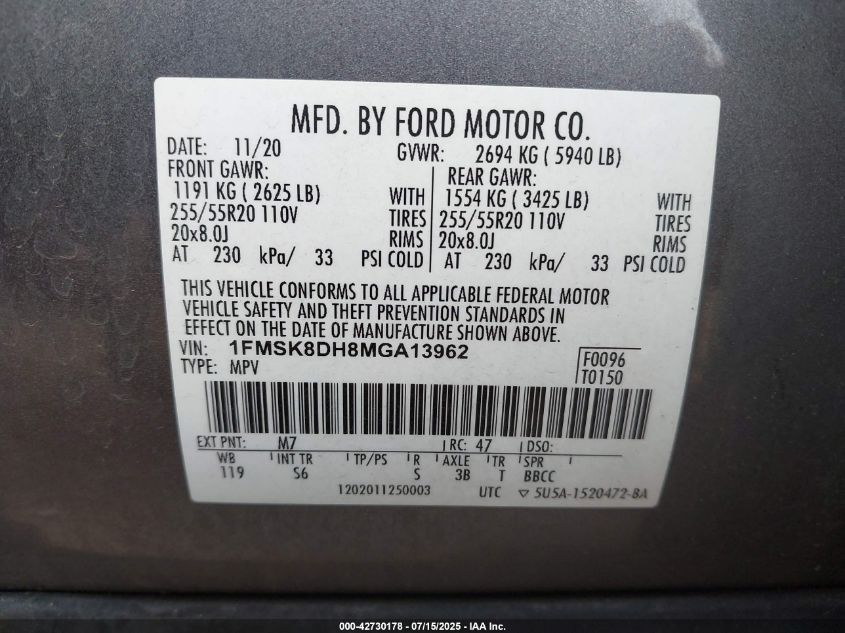 MFD. BY FORD MOTOR CO.
DATE: 11/20 GVWR: 2694 KG ( 5940 LB)
FRONT GAWR: REAR GAWR:
1191 KG ( 2625 LB) WITH 1554 KG ( 3425 LB) WITH
255/55R20 110V TIRES 255/55R20 110V TIRES
20x8.0J RIMS 20x8.0J RIMS
AT 230 kPa/ 33 PSI COLD AT 230 kPa/ 33 PSI COLD
THIS VEHICLE CONFORMS TO ALL APPLICABLE FEDERAL MOTOR
VEHICLE SAFETY AND THEFT PREVENTION STANDARDS IN
EFFECT ON THE DATE OF MANUFACTURE SHOWN ABOVE.
VIN: 1FMSK8DH8MGA13962 F0096
TYPE: MPV T0150
EXT PNT: M7 RC: 47 DSO:
WB INT TR TP/PS R AXLE TR SPR
119 S6 S 3B T BBCC
1202011250003 UTC ▽ 5U5A-1520472-BA
000-42730178 - 07/15/2025 - IAA Inc.